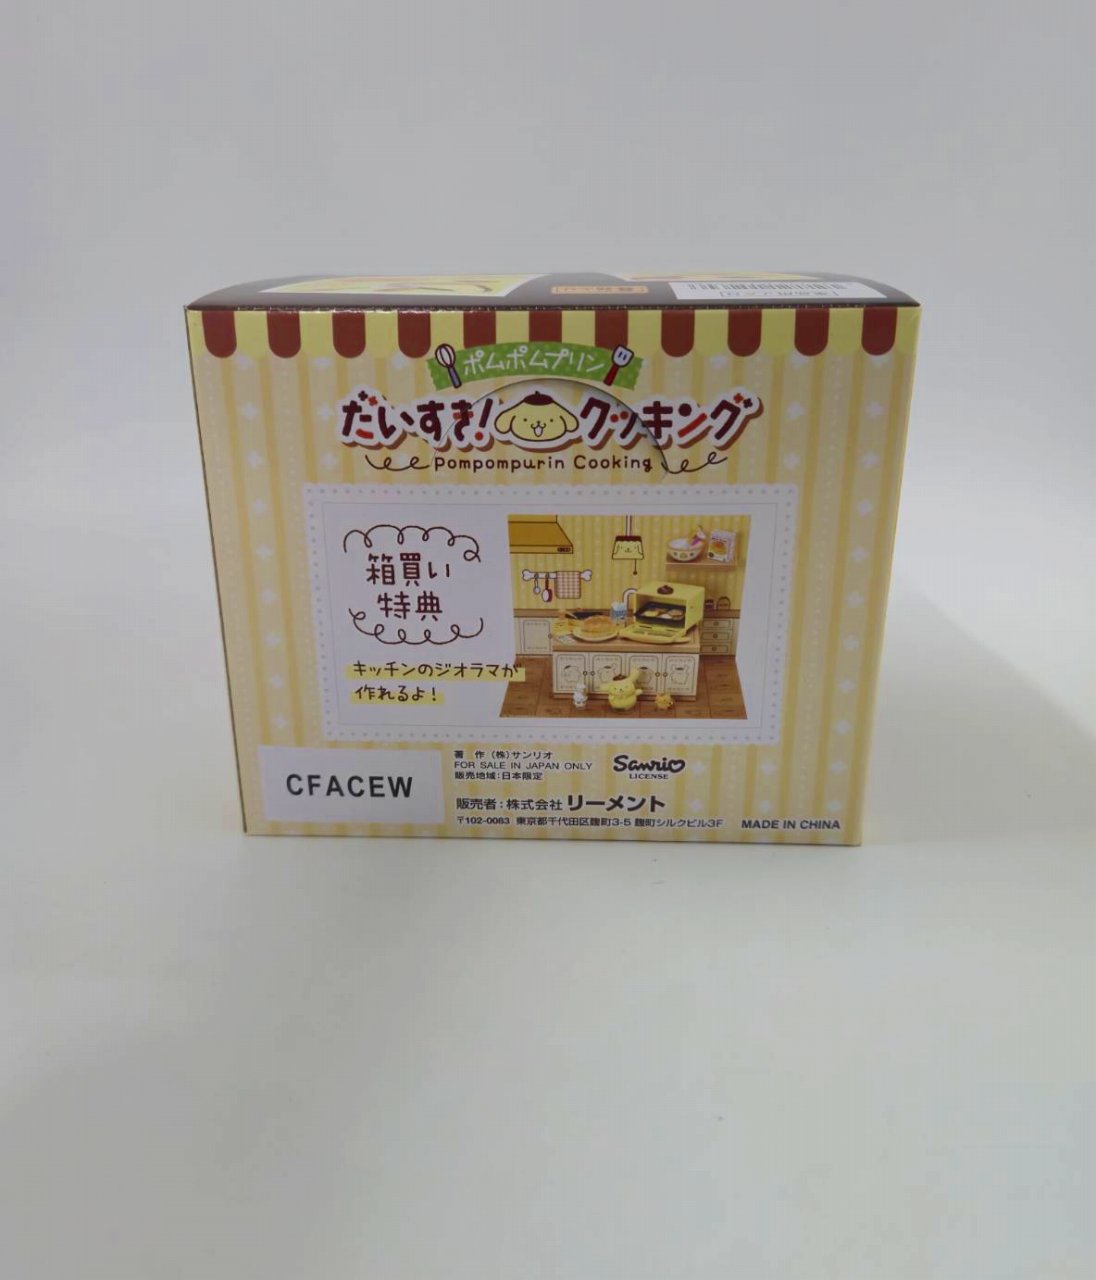 ポムポムプリン
だいすき！クッキング
Pompompurin Cooking
箱買い
特典
キッチンのジオラマが
作れるよ！
CFACEW
著 作 (株)サンリオ
FOR SALE IN JAPAN ONLY
販売地域：日本限定
Sanrio
LICENSE
販売者：株式会社 リーメント
〒102-0083 東京都千代田区麹町3-5 麹町シルクビル3F
MADE IN CHINA